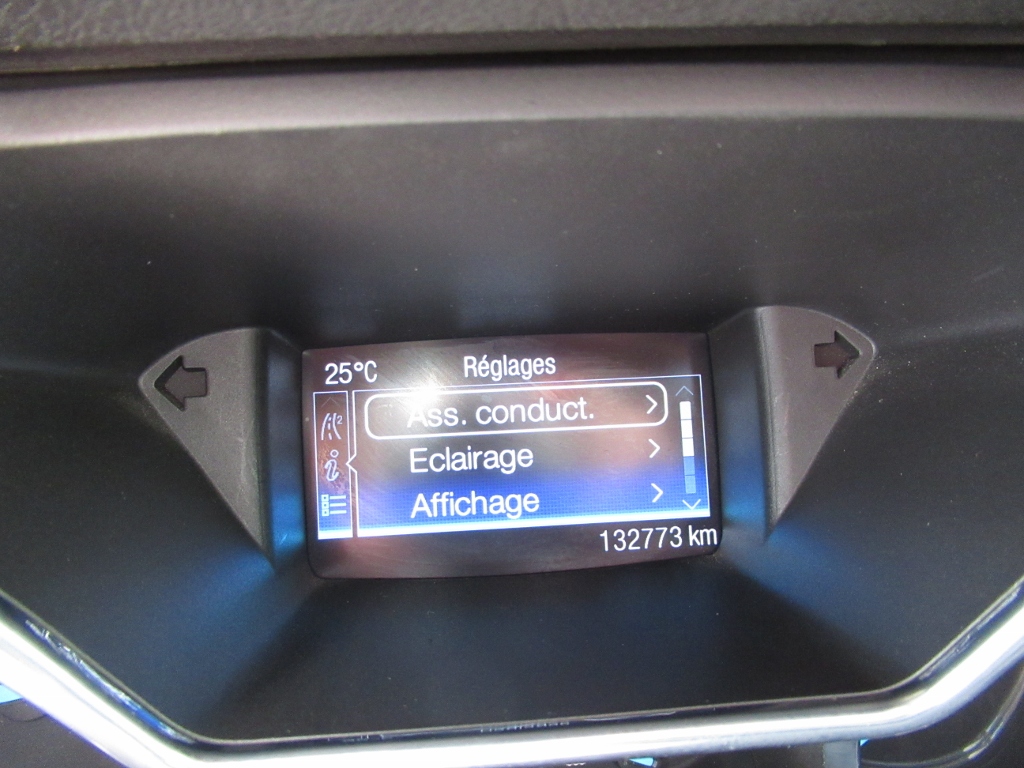 25°C Réglages
Ass. conduct.
Eclairage
Affichage
132773 km